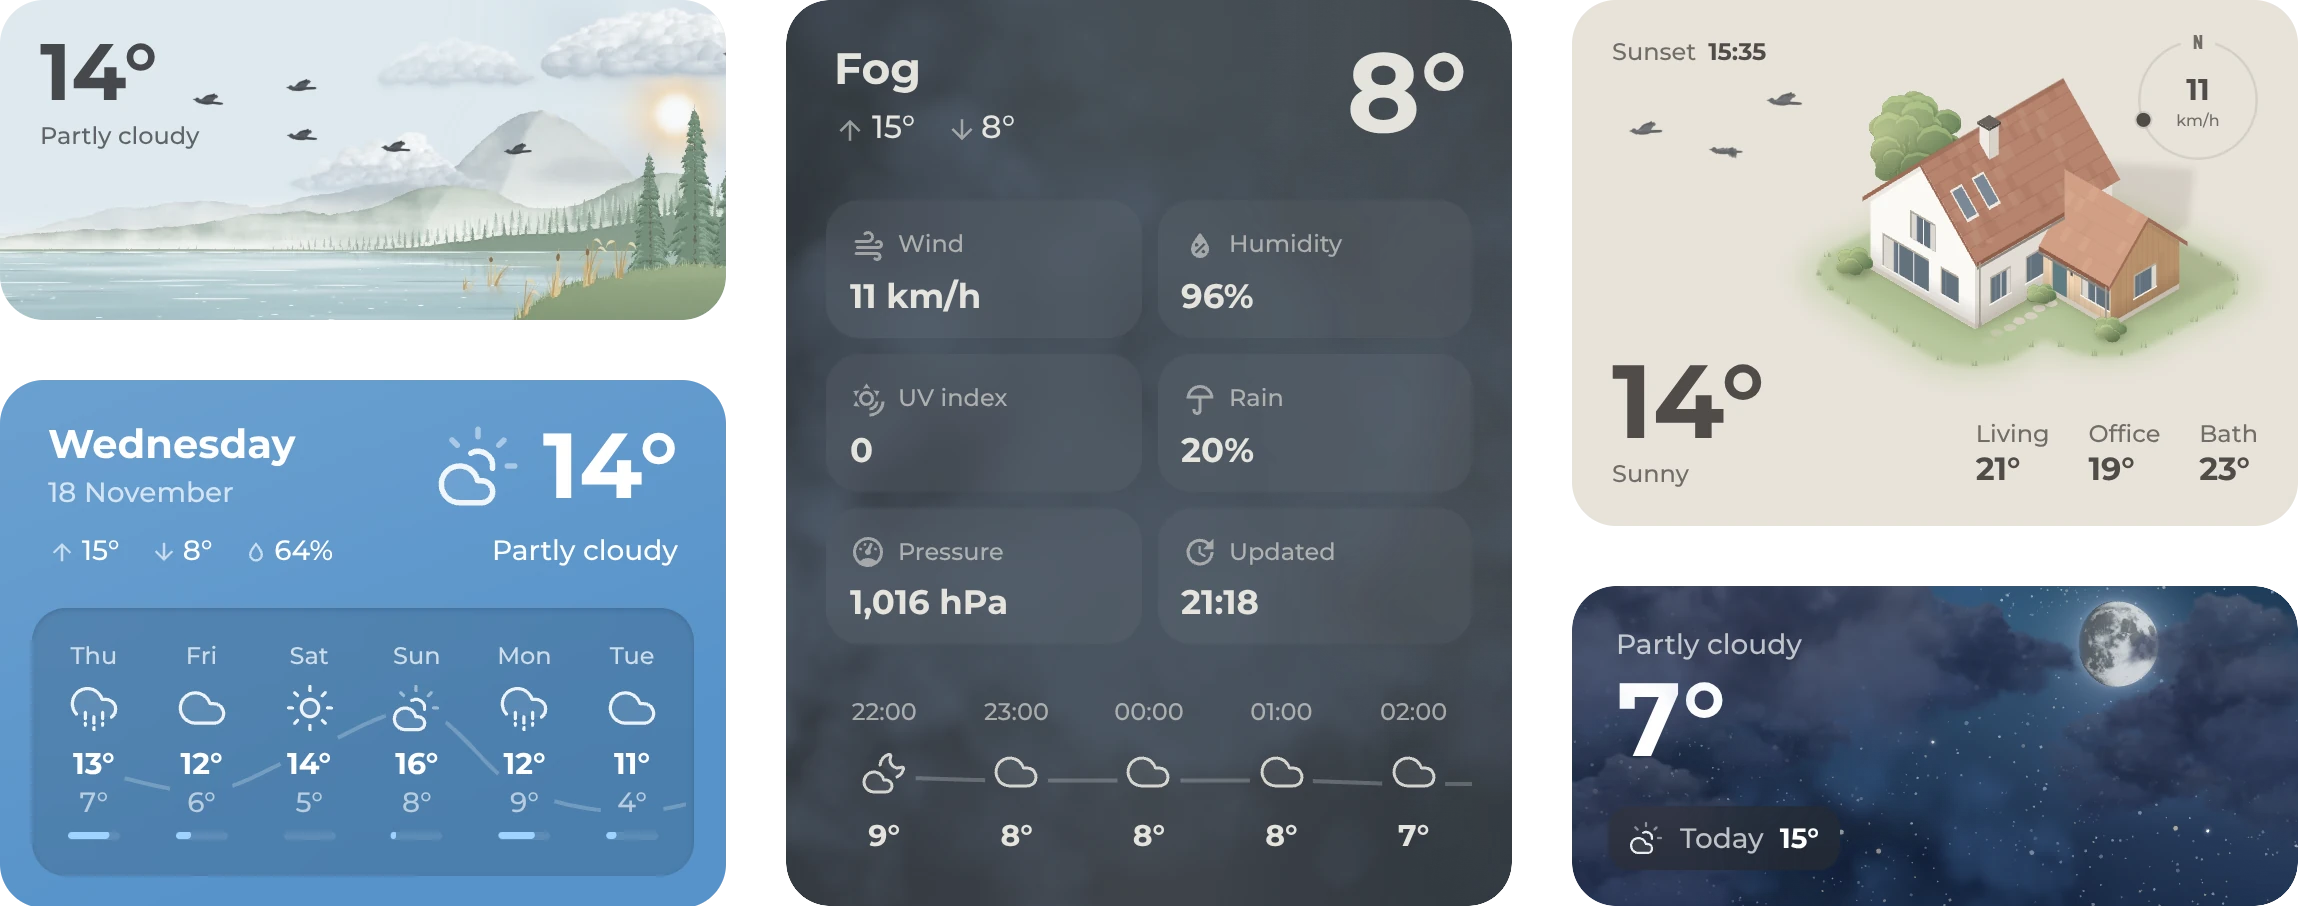 14°
Partly cloudy
Wednesday
18 November
15° 8° 64%
14°
Partly cloudy
Thu Fri Sat Sun Mon Tue
13° 12° 14° 16° 12° 11°
7° 6° 5° 8° 9° 4°
Fog
15° 8°
8°
Wind
11 km/h
Humidity
96%
UV index
0
Rain
20%
Pressure
1,016 hPa
Updated
21:18
22:00 23:00 00:00 01:00 02:00
9° 8° 8° 8° 7°
Sunset 15:35
N
11
km/h
14°
Sunny
Living Office Bath
21° 19° 23°
Partly cloudy
7°
Today 15°